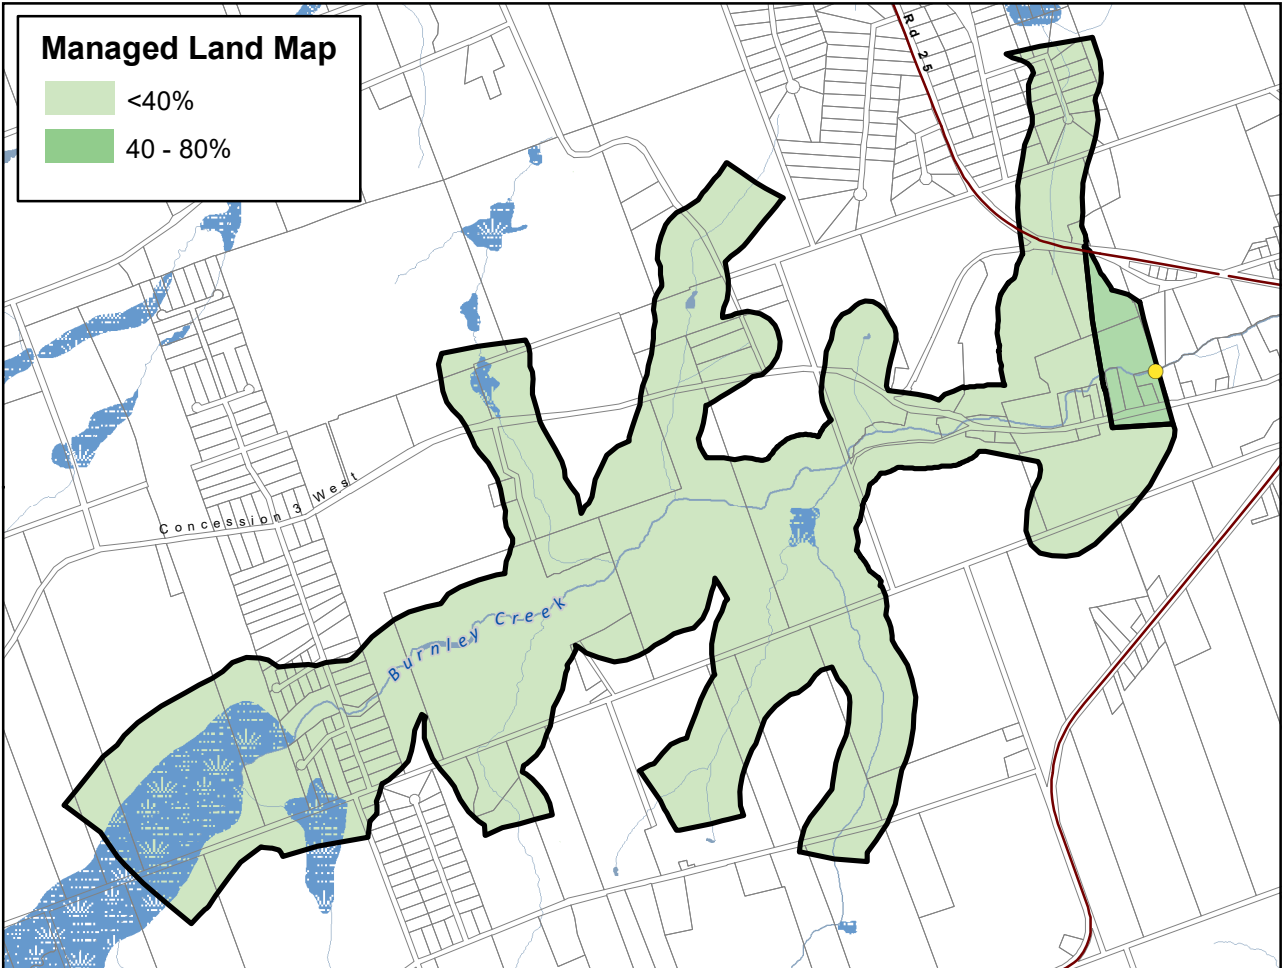 Managed Land Map
<40%
40 - 80%
Rd 25
Concession 3 West
Burnley Creek